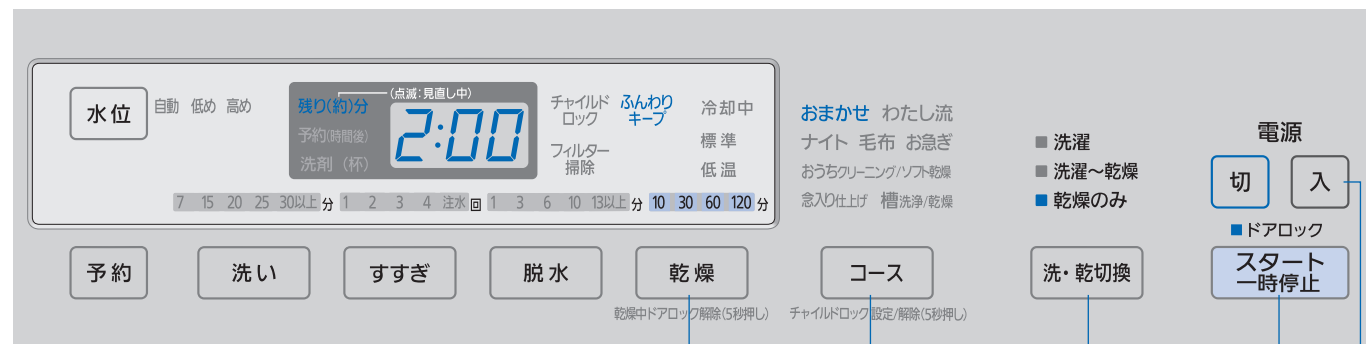 水位
自動 低め 高め
残り(約)分
(点滅:見直し中)
予約(時間後)
洗剤 (杯)
2:00
チャイルド
ロック
ふんわり
キープ
フィルター
掃除
冷却中
標準
低温
7 15 20 25 30以上 分 1 2 3 4 注水 回 1 3 6 10 13以上 分 10 30 60 120 分
おまかせ わたし流
ナイト 毛布 お急ぎ
おうちクリーニング/ソフト乾燥
念入り仕上げ 槽洗浄/乾燥
洗濯
洗濯~乾燥
乾燥のみ
電源
切 入
ドアロック
予約 洗い すすぎ 脱水 乾燥 コース 洗・乾切換
スタート
一時停止
乾燥中ドアロック解除(5秒押し)
チャイルドロック設定/解除(5秒押し)